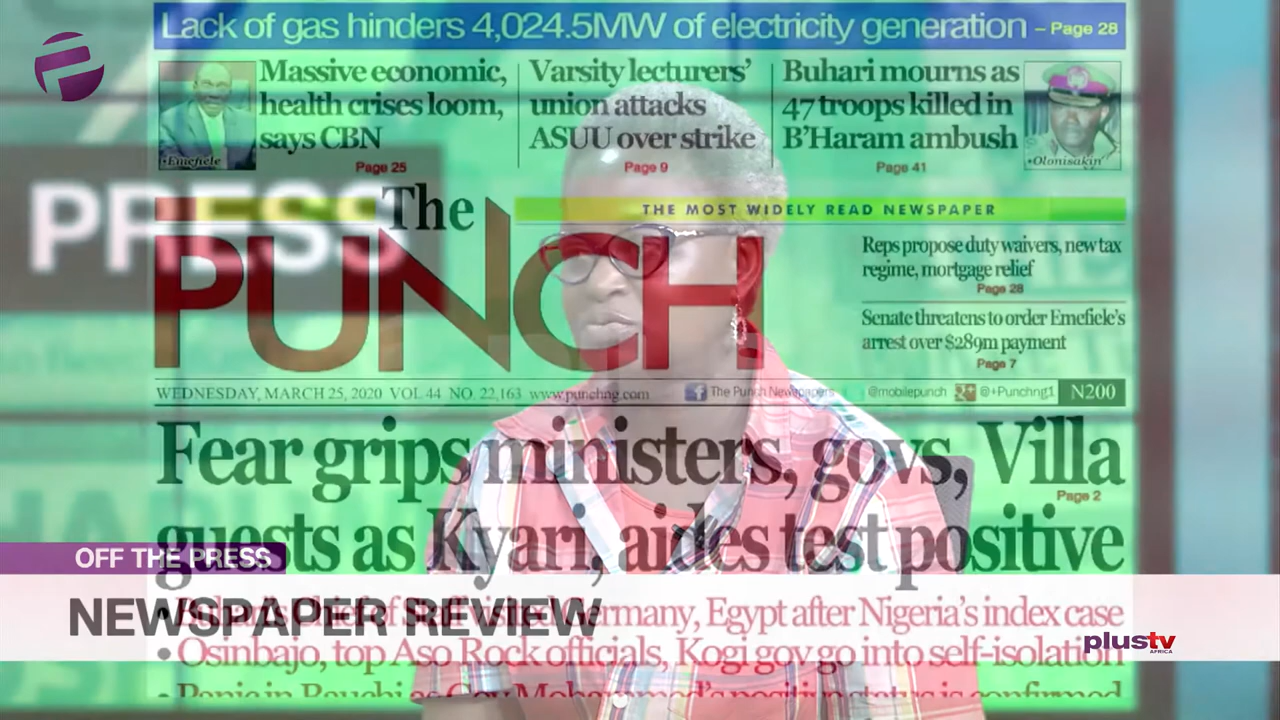 Lack of gas hinders 4,024.5MW of electricity generation – Page 28
Massive economic,
health crises loom,
says CBN
Page 25
•Emefiele
Varsity lecturers'
union attacks
ASUU over strike
Page 9
Buhari mourns as
47 troops killed in
B'Haram ambush
Page 41
•Olonisakin
PRESS
The
PUNCH
THE MOST WIDELY READ NEWSPAPER
Reps propose duty waivers, new tax
regime, mortgage relief
Page 28
Senate threatens to order Emefiele's
arrest over $289m payment
Page 7
WEDNESDAY, MARCH 25, 2020 VOL 44 NO. 22,163 www.punchng.com The Punch Newspapers @mobilepunch @+Punchng1 N200
Fear grips ministers, govs, Villa
Page 2
guests as Kyari, aides test positive
OFF THE PRESS
NEWSPAPER REVIEW
Chief of Staff visited Germany, Egypt after Nigeria's index case
• Osinbajo, top Aso Rock officials, Kogi gov go into self-isolation
plustv
AFRICA